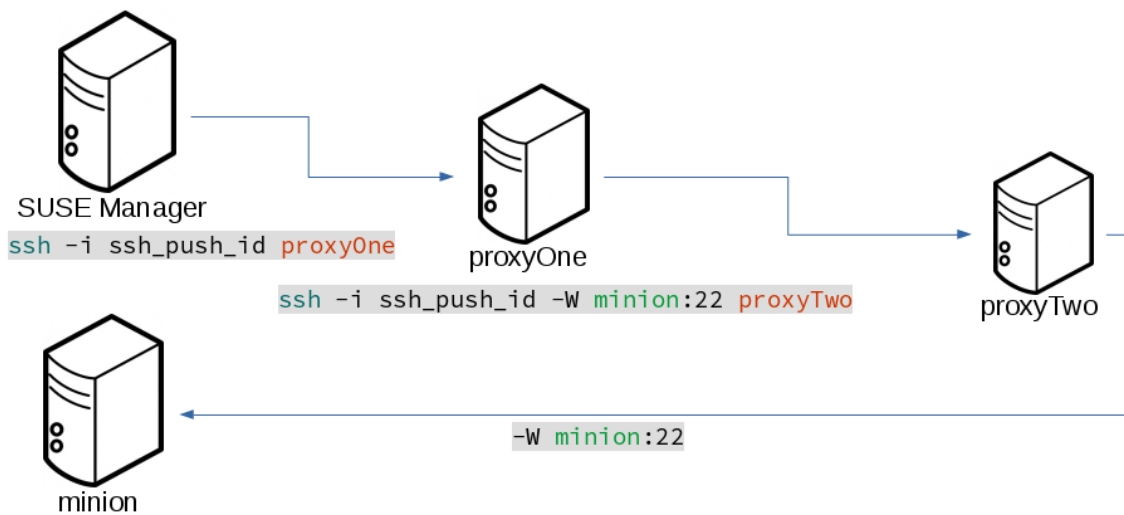 SUSE Manager
ssh -i ssh_push_id proxyOne
proxyOne
ssh -i ssh_push_id -W minion:22 proxyTwo
proxyTwo
-W minion:22
minion